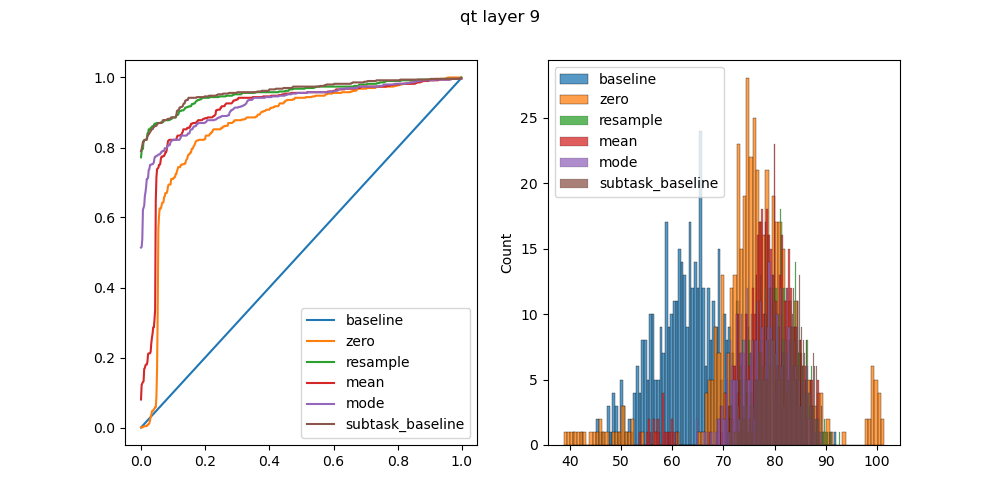 qt layer 9
1.0
0.8
0.6
0.4
0.2
0.0
0.0 0.2 0.4 0.6 0.8 1.0
baseline
zero
resample
mean
mode
subtask_baseline
Count
25
20
15
10
5
0
40 50 60 70 80 90 100
baseline
zero
resample
mean
mode
subtask_baseline